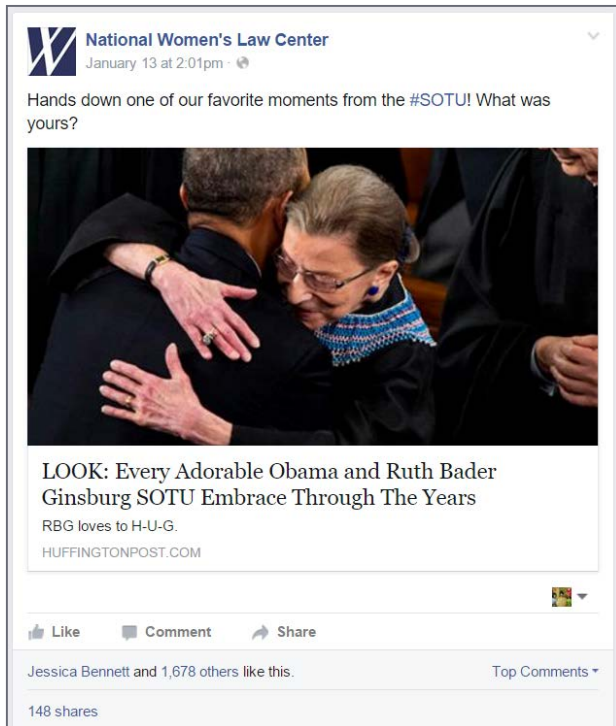 National Women's Law Center
January 13 at 2:01pm ·
Hands down one of our favorite moments from the #SOTU! What was
yours?
LOOK: Every Adorable Obama and Ruth Bader
Ginsburg SOTU Embrace Through The Years
RBG loves to H-U-G.
HUFFINGTONPOST.COM
Like Comment Share
Jessica Bennett and 1,678 others like this. Top Comments
148 shares